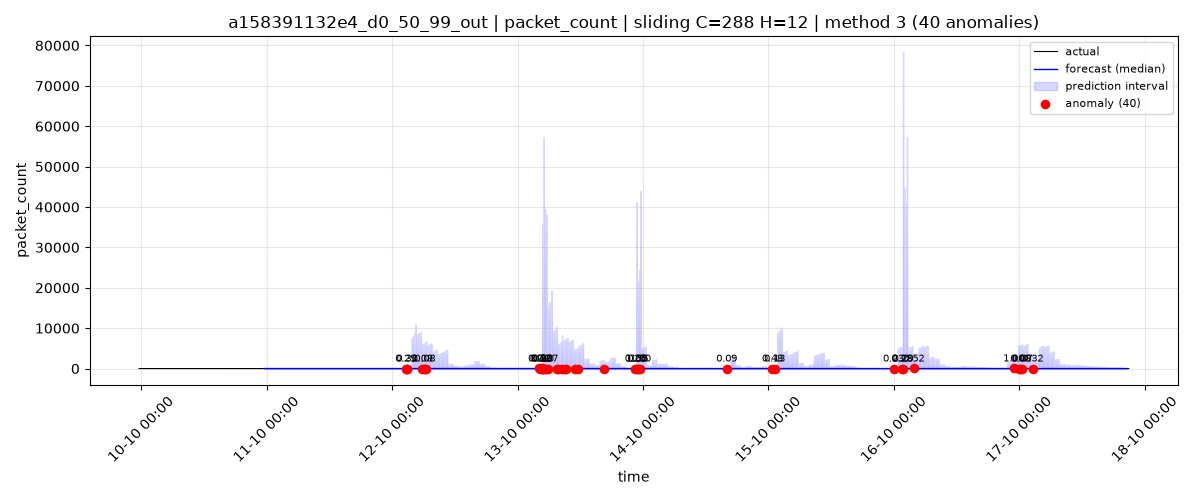 a158391132e4_d0_50_99_out | packet_count | sliding C=288 H=12 | method 3 (40 anomalies)
actual
forecast (median)
prediction interval
anomaly (40)
packet_count
80000
70000
60000
50000
40000
30000
20000
10000
0
0.09
10-10 00:00
11-10 00:00
12-10 00:00
13-10 00:00
14-10 00:00
15-10 00:00
16-10 00:00
17-10 00:00
18-10 00:00
time